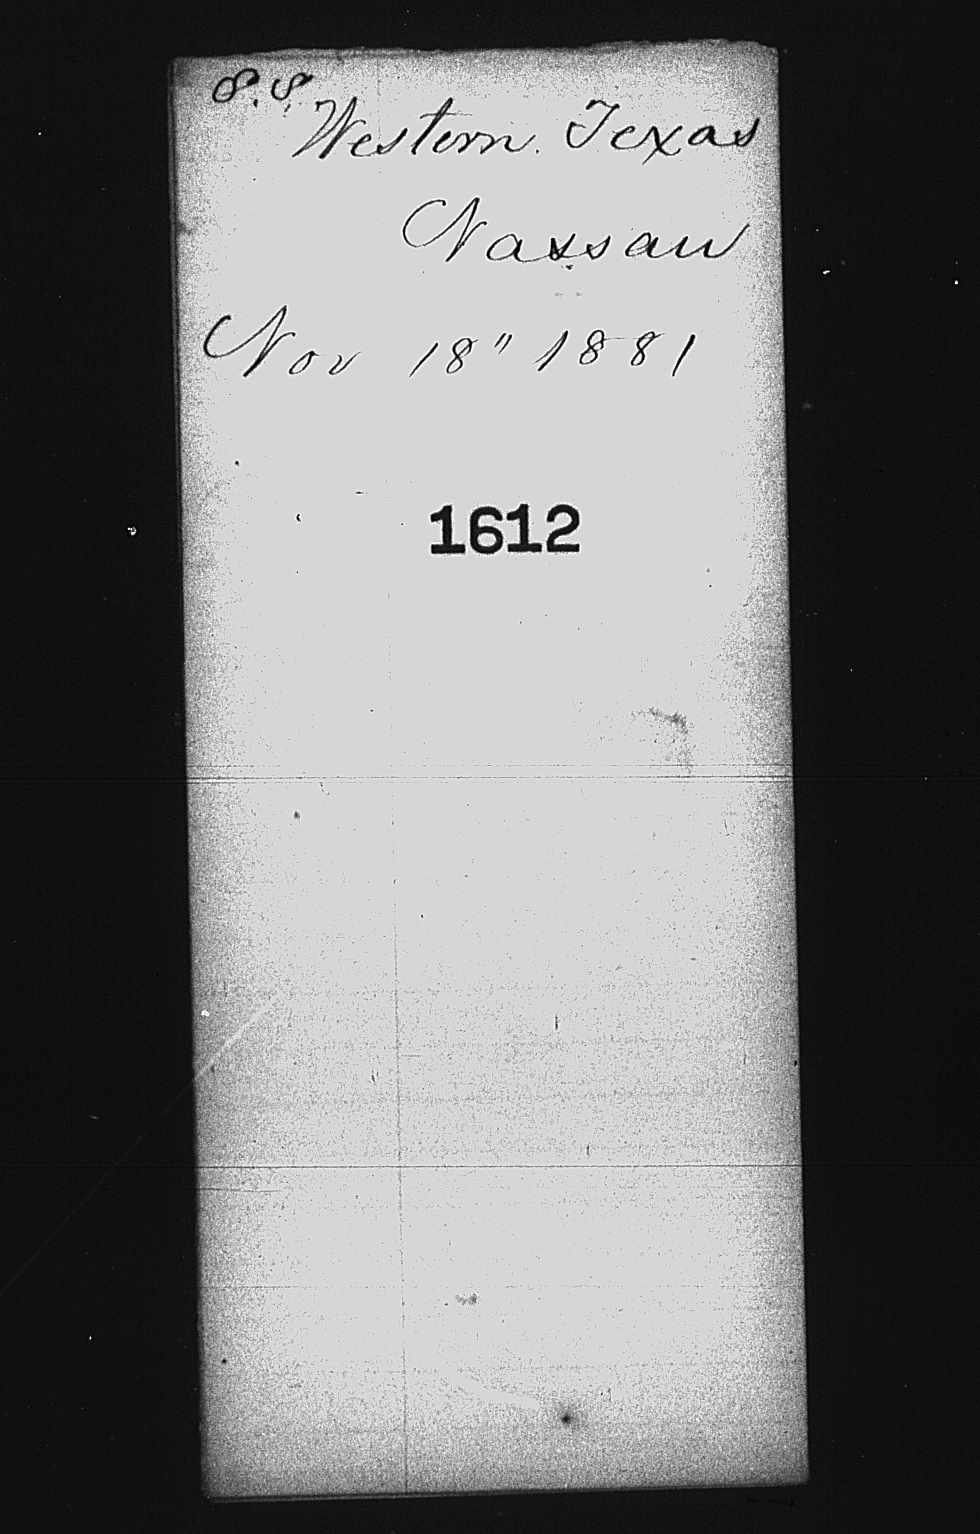 S.S. Western Texas
Nassau
Nov 18" 1881
1612